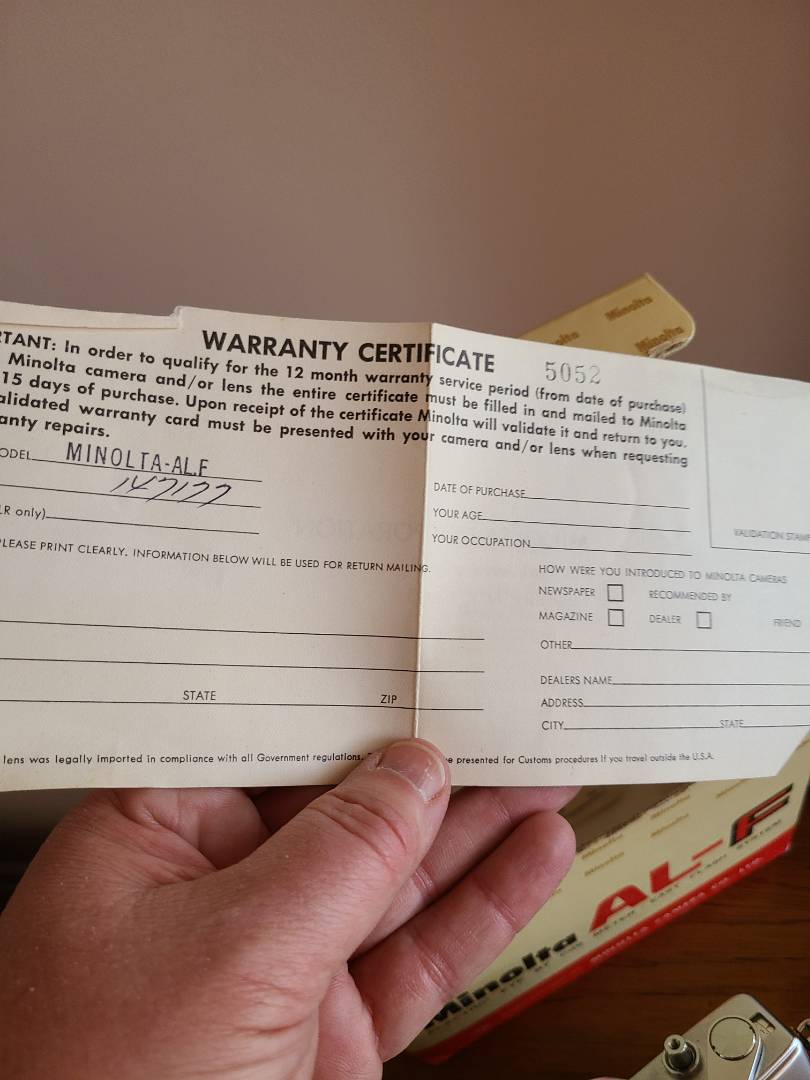 WARRANTY CERTIFICATE
5052
TANT: In order to qualify for the 12 month warranty service period (from date of purchase)
Minolta camera and/or lens the entire certificate must be filled in and mailed to Minolta
15 days of purchase. Upon receipt of the certificate Minolta will validate it and return to you.
alidated warranty card must be presented with your camera and/or lens when requesting
anty repairs.
ODEL MINOLTA-AL.F
147177
R only)
DATE OF PURCHASE
YOUR AGE
YOUR OCCUPATION
VALIDATION STAMP
LEASE PRINT CLEARLY. INFORMATION BELOW WILL BE USED FOR RETURN MAILING.
HOW WERE YOU INTRODUCED TO MINOLTA CAMERAS
NEWSPAPER RECOMMENDED BY
MAGAZINE DEALER FRIEND
OTHER
STATE ZIP
DEALERS NAME
ADDRESS
CITY STATE
lens was legally imported in compliance with all Government regulations. e presented for Customs procedures if you travel outside the U.S.A.
Minolta
Minolta
Minolta AL-F
MINOLTA CAMERA CO., LTD.